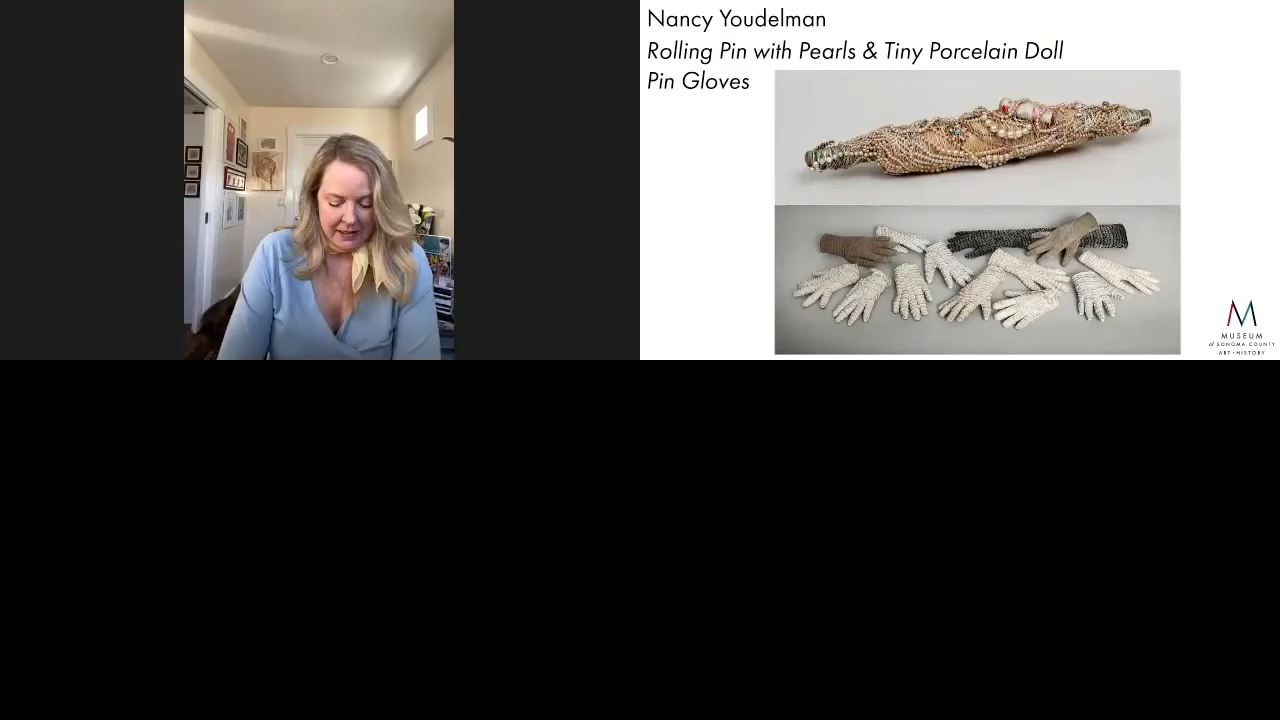 Nancy Youdelman
Rolling Pin with Pearls & Tiny Porcelain Doll
Pin Gloves
M
MUSEUM
of SONOMA COUNTY
ART • HISTORY